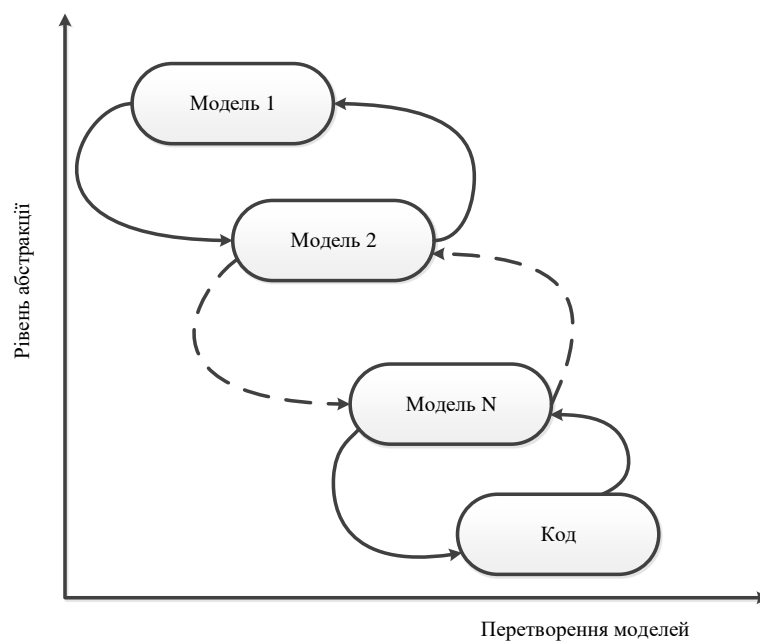 Модель 1
Модель 2
Рівень абстракції
Модель N
Код
Перетворення моделей